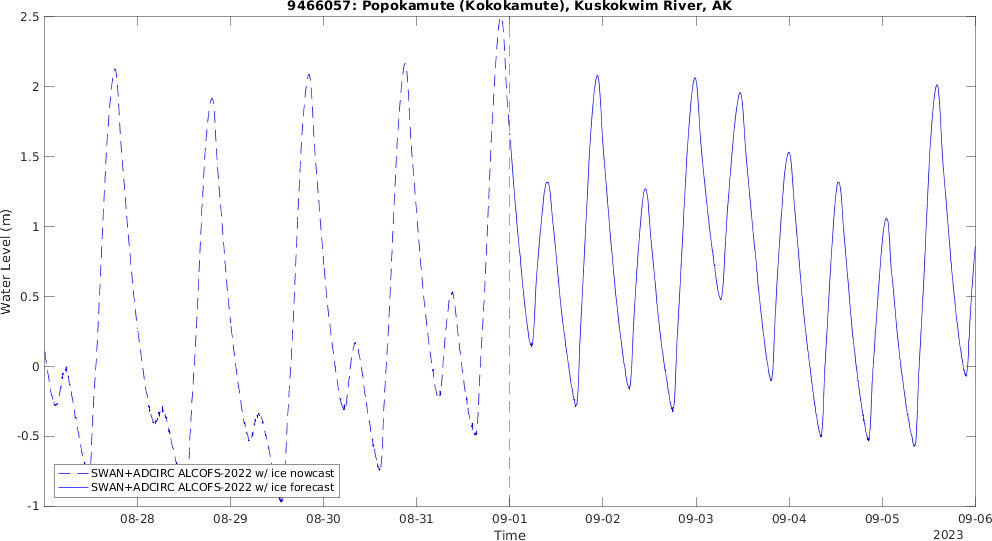 9466057: Popokamute (Kokokamute), Kuskokwim River, AK
2.5
2
1.5
1
0.5
0
-0.5
-1
Water Level (m)
SWAN+ADCIRC ALCOFS-2022 w/ ice nowcast
SWAN+ADCIRC ALCOFS-2022 w/ ice forecast
08-28 08-29 08-30 08-31 09-01 09-02 09-03 09-04 09-05 09-06
Time
2023